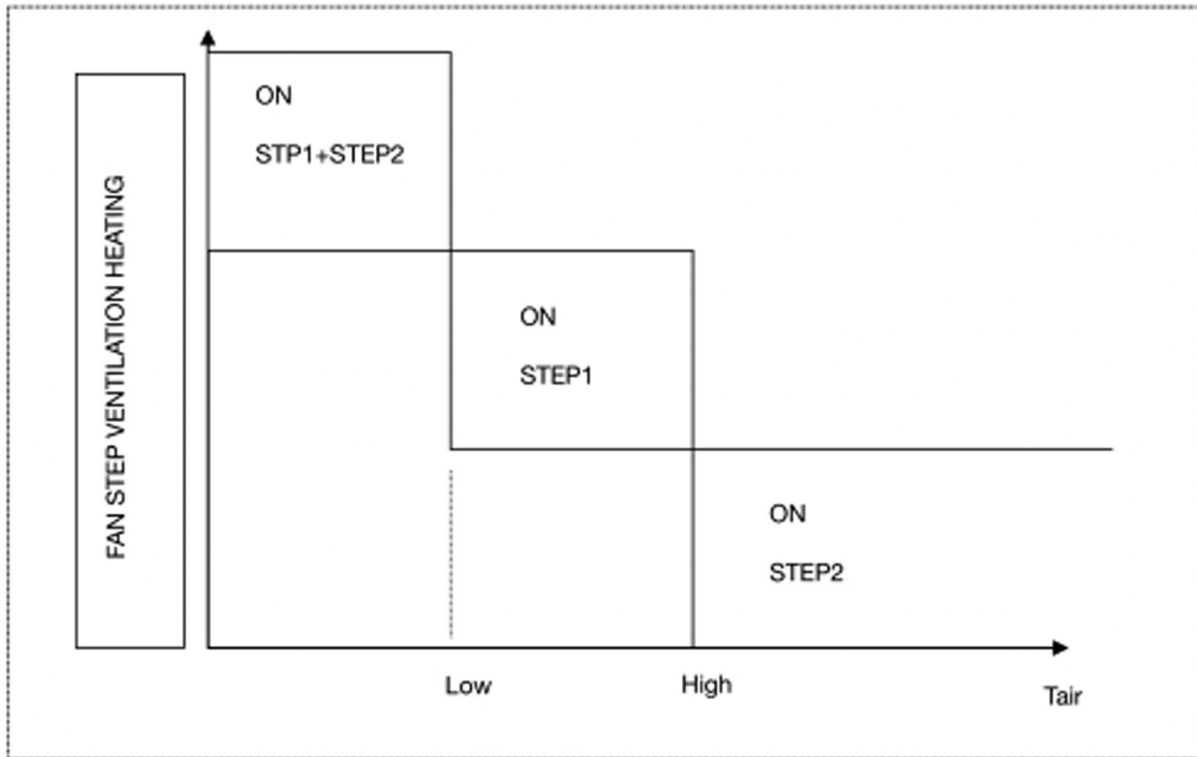 FAN STEP VENTILATION HEATING
ON
STP1+STEP2
ON
STEP1
ON
STEP2
Low
High
Tair